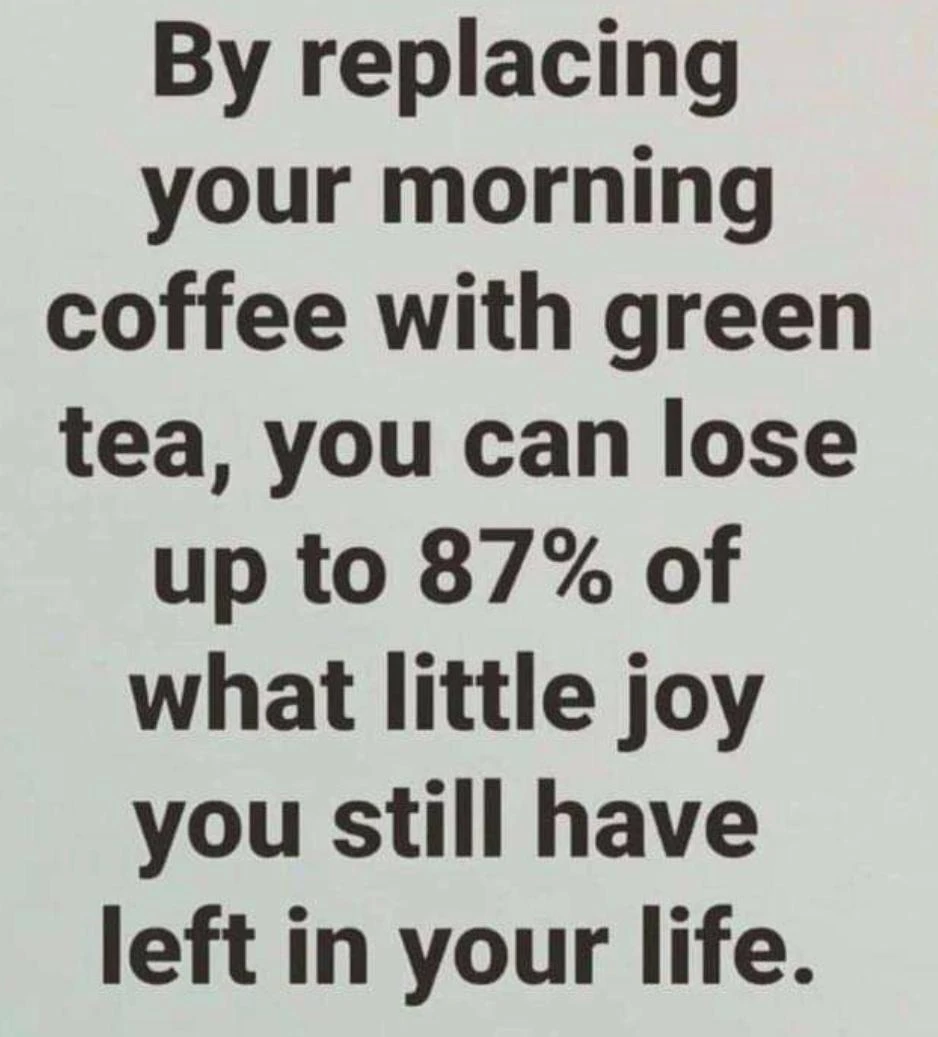 By replacing
your morning
coffee with green
tea, you can lose
up to 87% of
what little joy
you still have
left in your life.